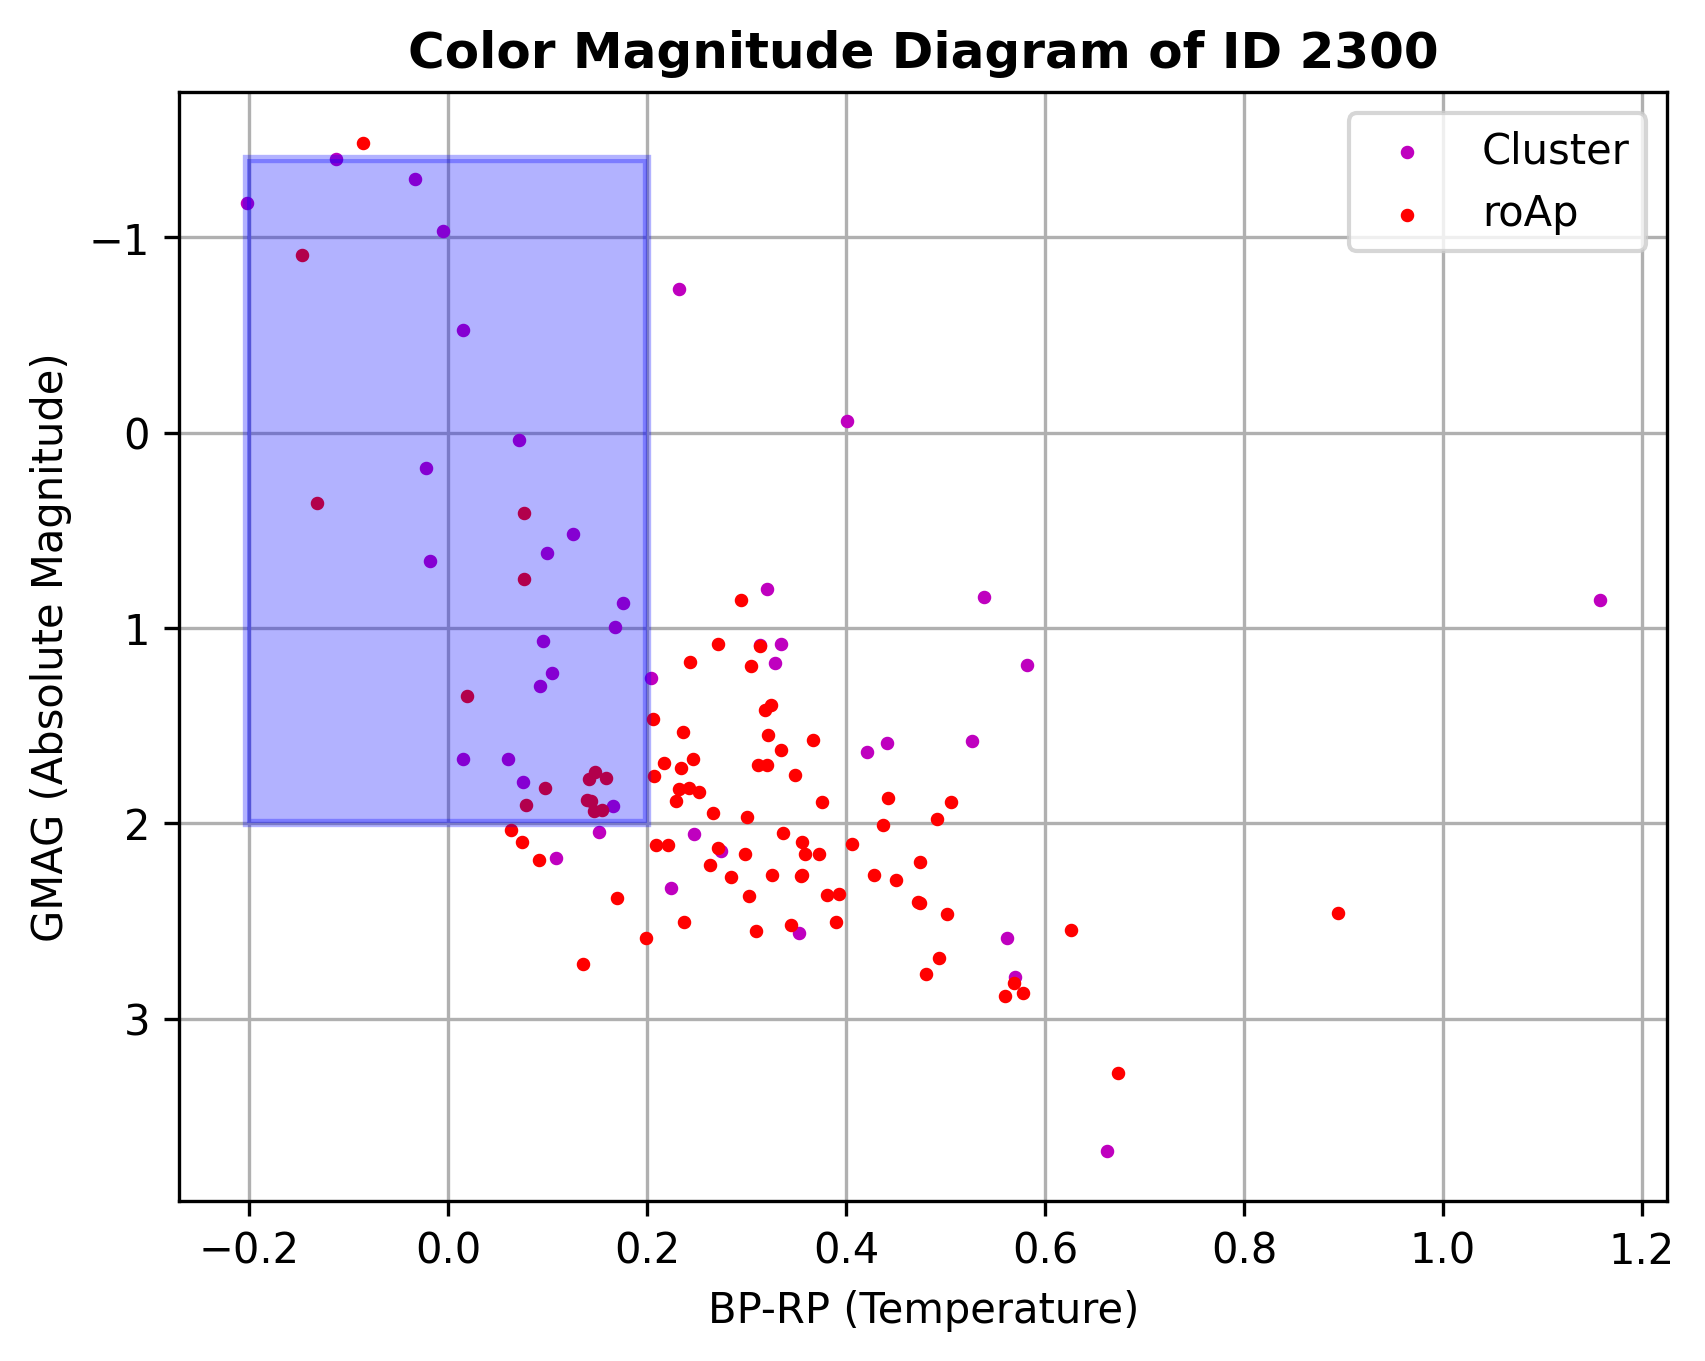 Color Magnitude Diagram of ID 2300
Cluster
roAp
GMAG (Absolute Magnitude)
−1
0
1
2
3
−0.2 0.0 0.2 0.4 0.6 0.8 1.0 1.2
BP-RP (Temperature)